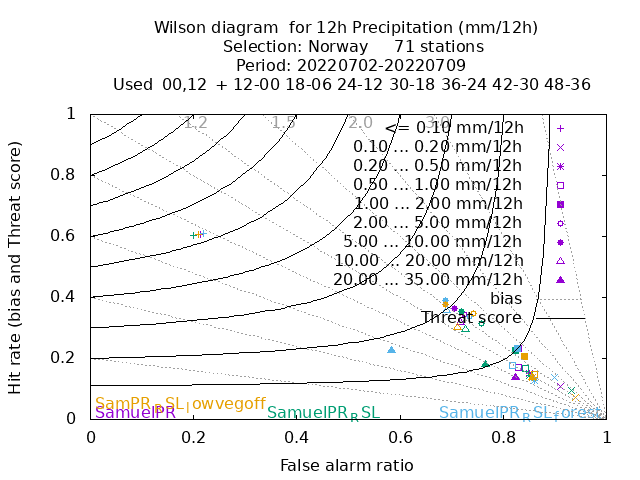 Wilson diagram  for 12h Precipitation (mm/12h)
Selection: Norway     71 stations
Period: 20220702-20220709
Used  00,12  + 12-00 18-06 24-12 30-18 36-24 42-30 48-36
Hit rate (bias and Threat score)
1
0.8
0.6
0.4
0.2
0
1.2
1.5
2.0
3.0
<= 0.10 mm/12h
0.10 ... 0.20 mm/12h
0.20 ... 0.50 mm/12h
0.50 ... 1.00 mm/12h
1.00 ... 2.00 mm/12h
2.00 ... 5.00 mm/12h
5.00 ... 10.00 mm/12h
10.00 ... 20.00 mm/12h
20.00 ... 35.00 mm/12h
bias
Threat score
SamPR_RSL_lowvegoff
SamuelPR
SamuelPR_RSL
SamuelPR_RSL_forest
0
0.2
0.4
0.6
0.8
1
False alarm ratio